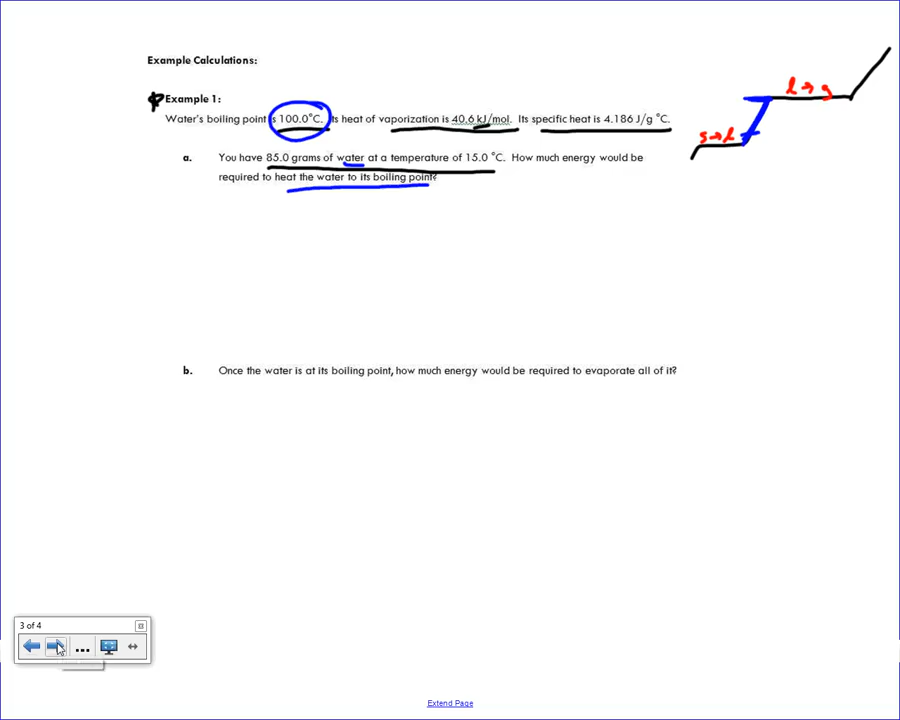 Example Calculations:
Example 1:
Water's boiling point is 100.0°C. Its heat of vaporization is 40.6 kJ/mol. Its specific heat is 4.186 J/g °C.
l → g
s → l
a. You have 85.0 grams of water at a temperature of 15.0 °C. How much energy would be
required to heat the water to its boiling point?
b. Once the water is at its boiling point, how much energy would be required to evaporate all of it?
3 of 4
...
Extend Page